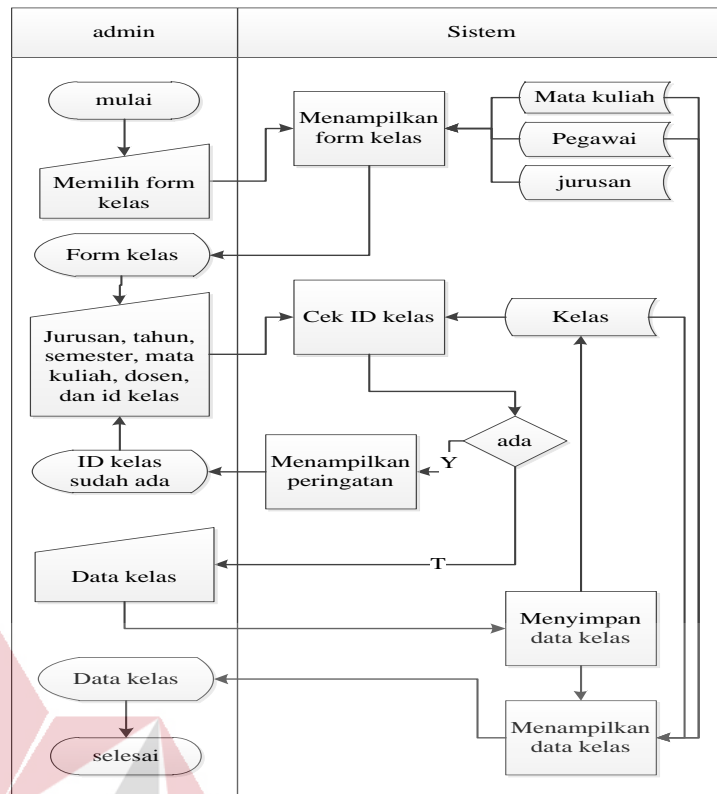 admin
Sistem
mulai
Menampilkan
form kelas
Mata kuliah
Pegawai
jurusan
Memilih form
kelas
Form kelas
Jurusan, tahun,
semester, mata
kuliah, dosen,
dan id kelas
Cek ID kelas
Kelas
ada
Y
Menampilkan
peringatan
ID kelas
sudah ada
T
Data kelas
Menyimpan
data kelas
Data kelas
Menampilkan
data kelas
selesai